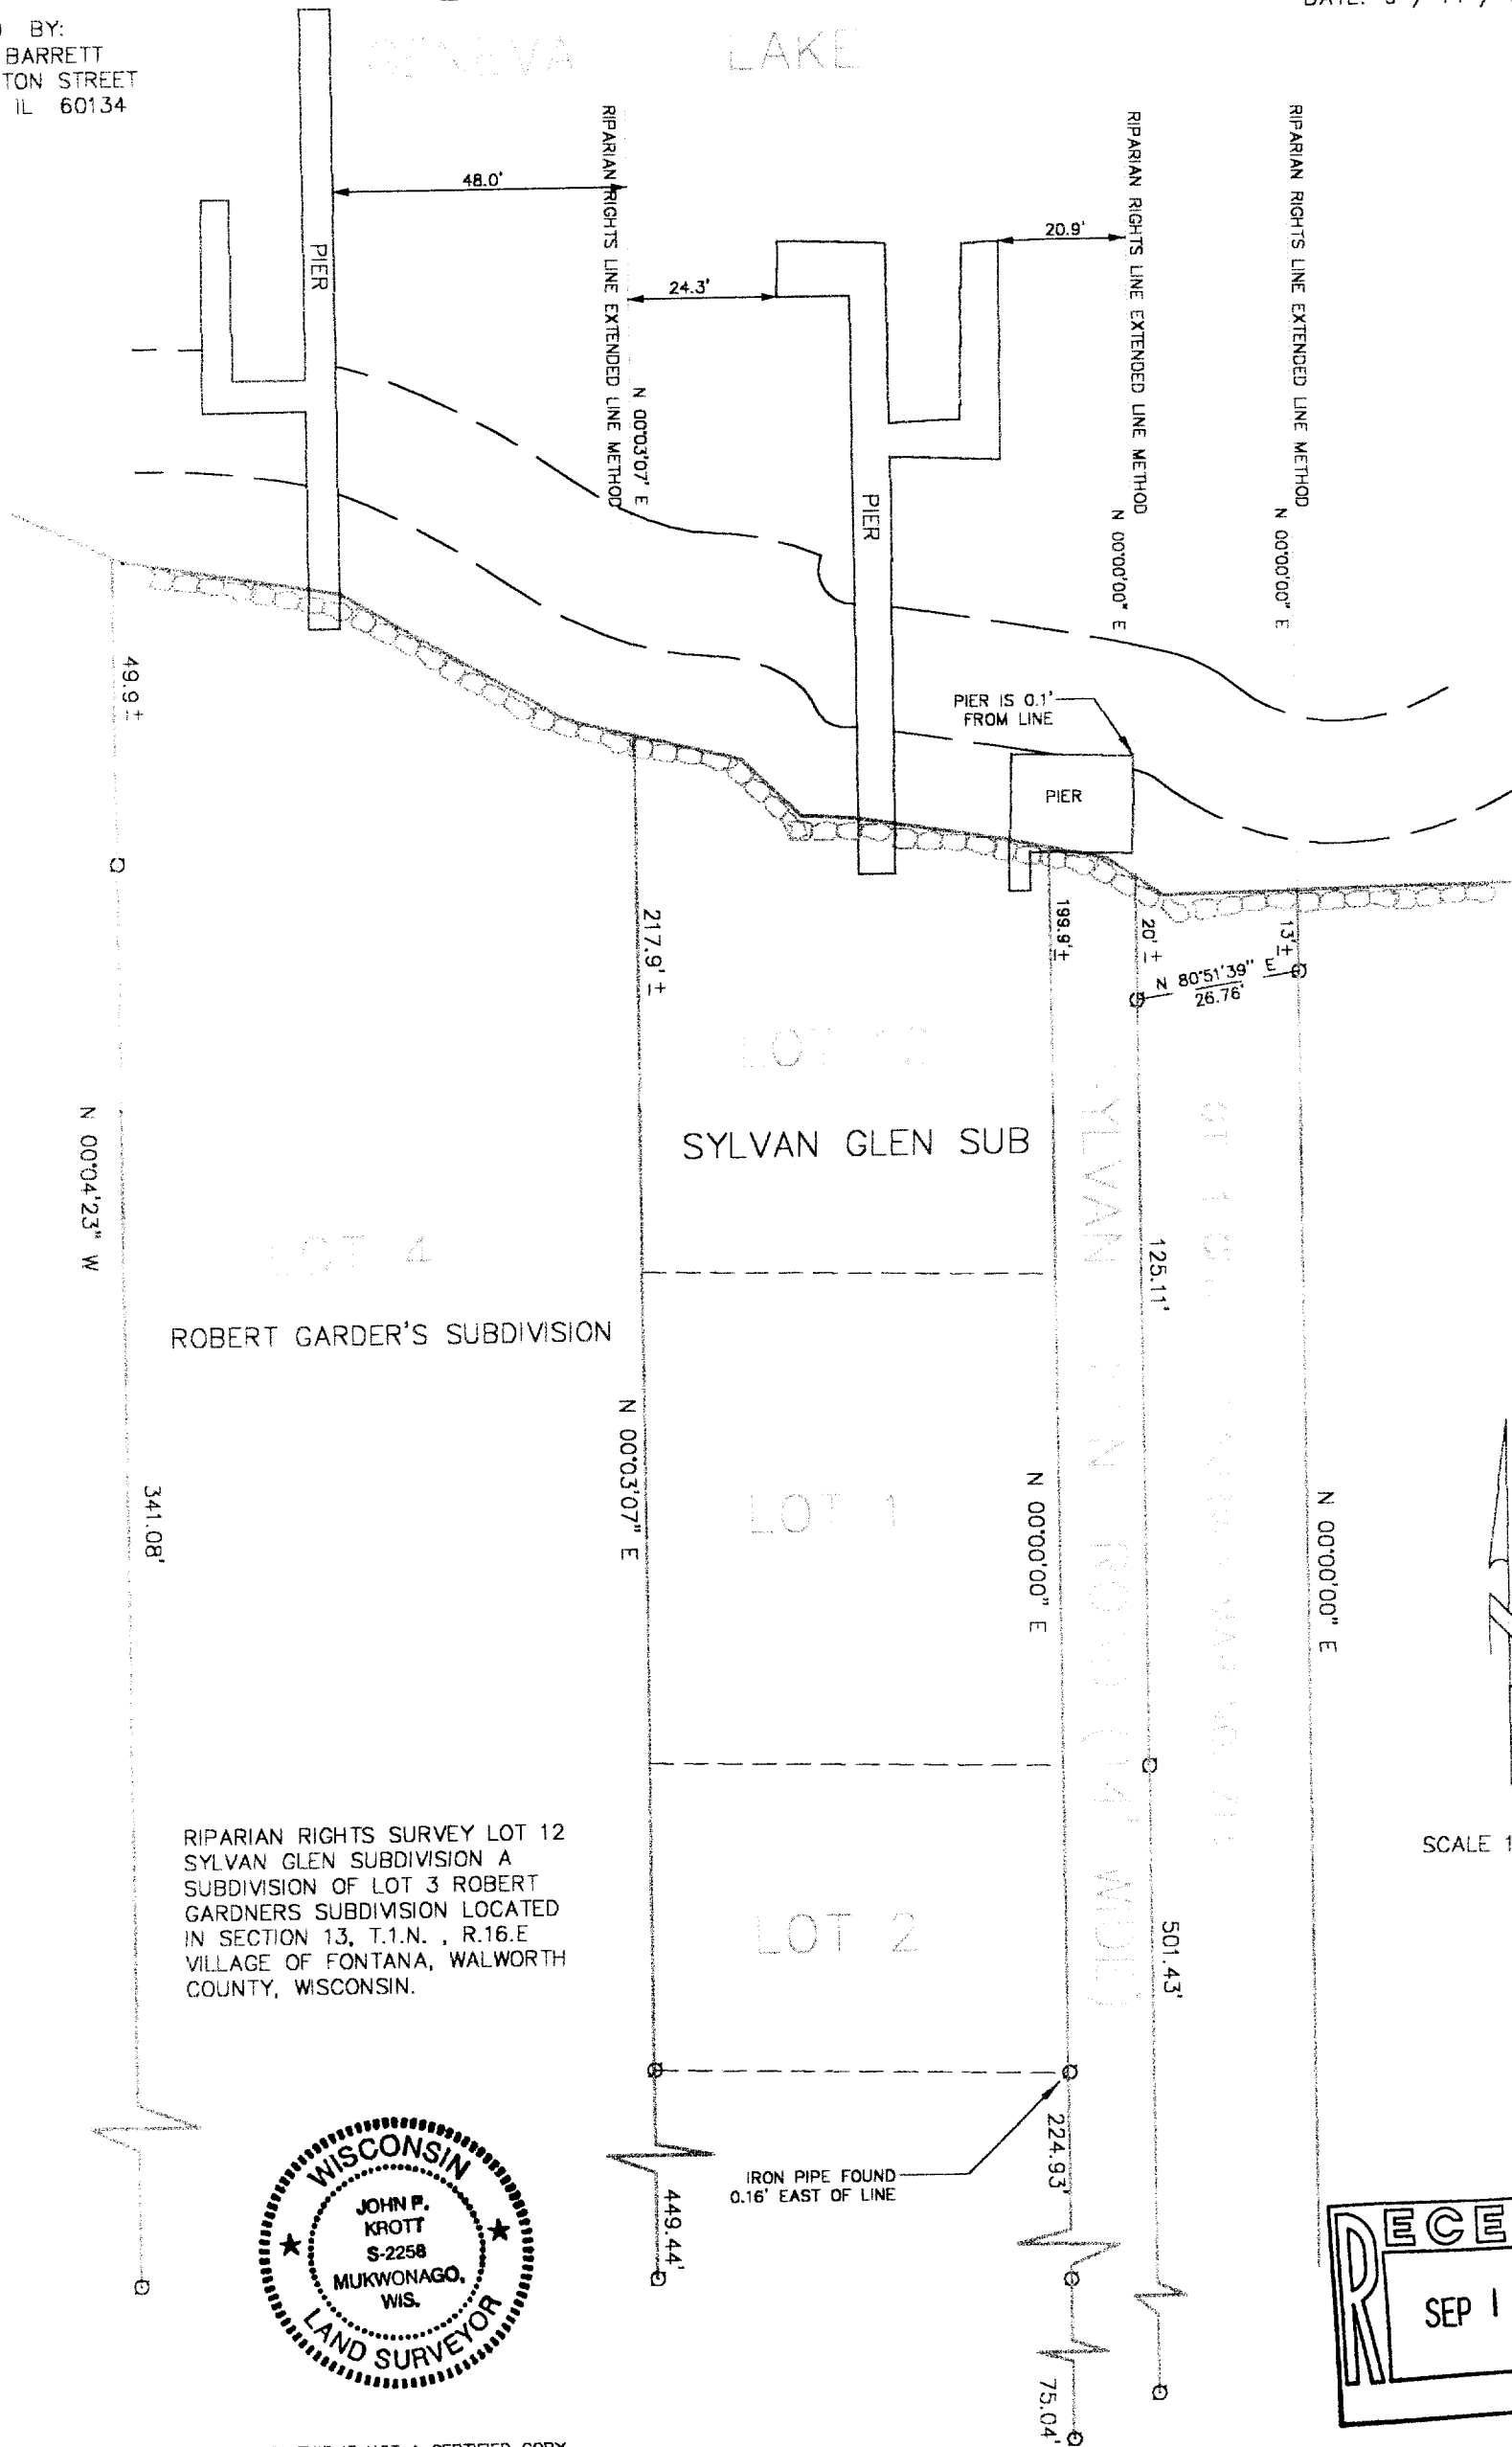 BY:
BARRETT
TON STREET
IL 60134
DATE:
GENEVA LAKE
RIPARIAN RIGHTS LINE EXTENDED LINE METHOD
N 00°03'07' E
RIPARIAN RIGHTS LINE EXTENDED LINE METHOD
N 00°00'00" E
RIPARIAN RIGHTS LINE EXTENDED LINE METHOD
N 00°00'00" E
48.0'
20.9'
24.3'
PIER
PIER
PIER IS 0.1'
FROM LINE
PIER
49.9±
217.9'±
199.9'±
20'±
13'±
N 80°51'39" E
26.76'
LOT 12
SYLVAN GLEN SUB
N 00°04'23" W
LOT 4
ROBERT GARDER'S SUBDIVISION
125.11'
341.08'
N 00°03'07" E
LOT 1
N 00°00'00" E
N 00°00'00" E
SCALE 1
RIPARIAN RIGHTS SURVEY LOT 12
SYLVAN GLEN SUBDIVISION A
SUBDIVISION OF LOT 3 ROBERT
GARDNERS SUBDIVISION LOCATED
IN SECTION 13, T.1.N. , R.16.E
VILLAGE OF FONTANA, WALWORTH
COUNTY, WISCONSIN.
LOT 2
501.43'
224.93'
IRON PIPE FOUND
0.16' EAST OF LINE
449.44'
75.04'
WISCONSIN
JOHN P.
KROTT
S-2258
MUKWONAGO,
WIS.
LAND SURVEYOR
RECE
SEP 1